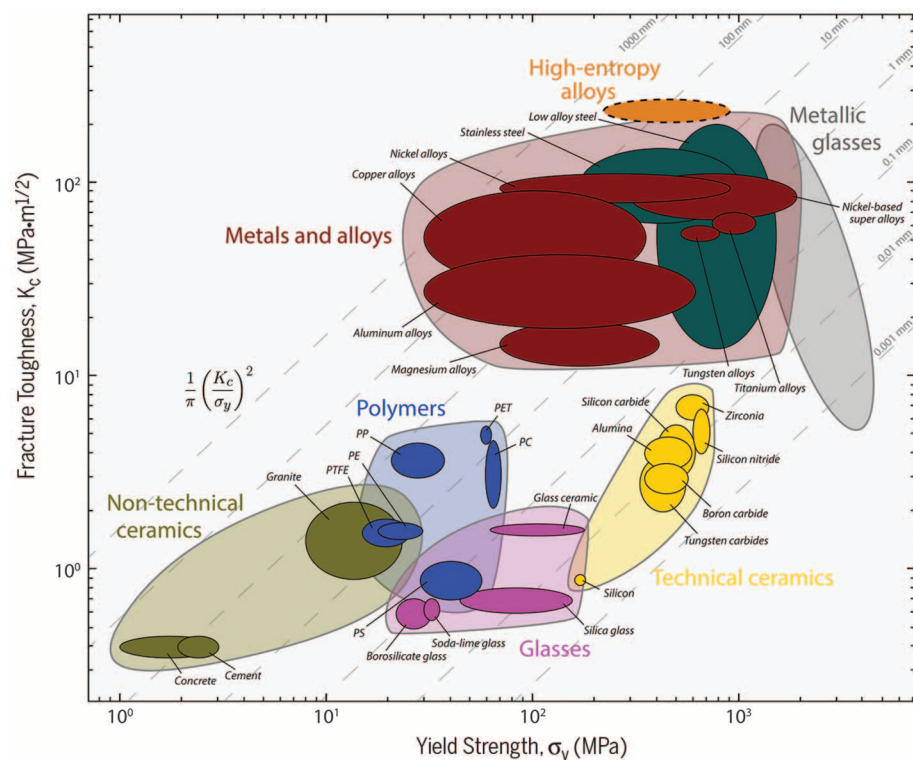 1000 mm
100 mm
10 mm
1 mm
0.1 mm
0.01 mm
0.001 mm
High-entropy
alloys
Low alloy steel
Stainless steel
Metallic
glasses
Nickel alloys
Copper alloys
Nickel-based
super alloys
Metals and alloys
Aluminum alloys
Magnesium alloys
Tungsten alloys
Titanium alloys
1/π (K_c/σ_y)²
Polymers
PET
PP
PC
PE
PTFE
Granite
Non-technical
ceramics
Silicon carbide
Zirconia
Alumina
Silicon nitride
Glass ceramic
Boron carbide
Tungsten carbides
Technical ceramics
Silicon
PS
Soda-lime glass
Silica glass
Borosilicate glass
Glasses
Concrete
Cement
Fracture Toughness, K_c (MPa•m^1/2)
10²
10¹
10⁰
10⁰
10¹
10²
10³
Yield Strength, σ_y (MPa)